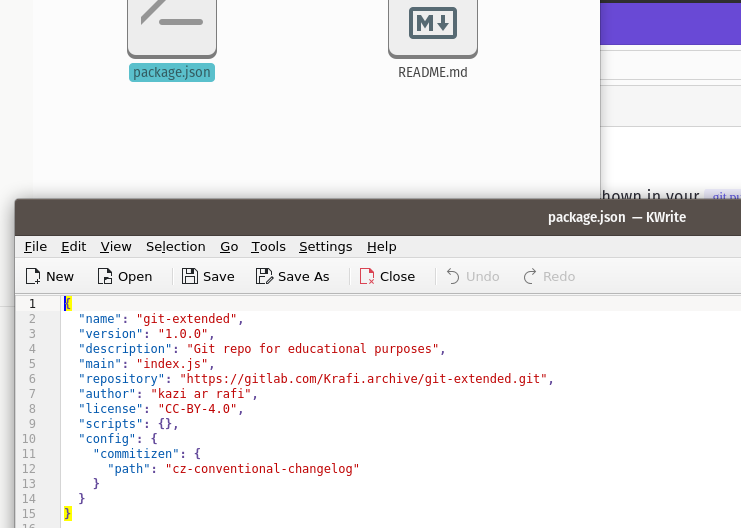 package.json
README.md
hown in your
package.json — KWrite
File Edit View Selection Go Tools Settings Help
New Open Save Save As Close Undo Redo
1 {
2 "name": "git-extended",
3 "version": "1.0.0",
4 "description": "Git repo for educational purposes",
5 "main": "index.js",
6 "repository": "https://gitlab.com/Krafi.archive/git-extended.git",
7 "author": "kazi ar rafi",
8 "license": "CC-BY-4.0",
9 "scripts": {},
10 "config": {
11 "commitizen": {
12 "path": "cz-conventional-changelog"
13 }
14 }
15 }